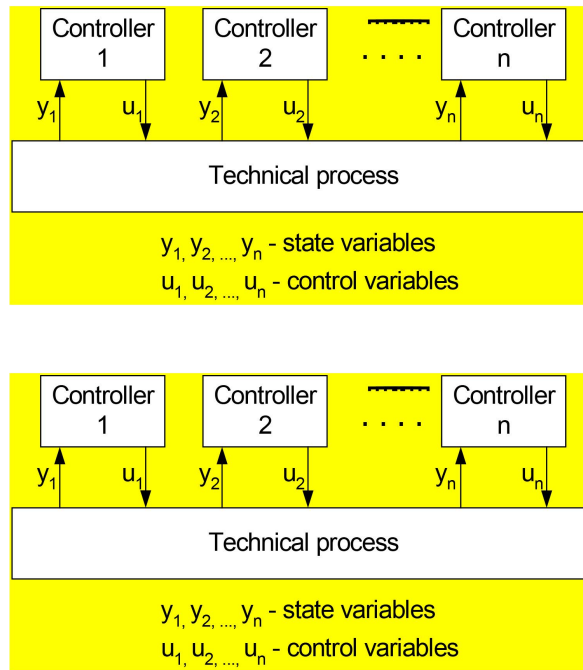 Controller Controller Controller
1 2 . . . . n
y₁ u₁ y₂ u₂ yₙ uₙ
Technical process
y₁, y₂, ..., yₙ - state variables
u₁, u₂, ..., uₙ - control variables
Controller Controller Controller
1 2 . . . . n
y₁ u₁ y₂ u₂ yₙ uₙ
Technical process
y₁, y₂, ..., yₙ - state variables
u₁, u₂, ..., uₙ - control variables